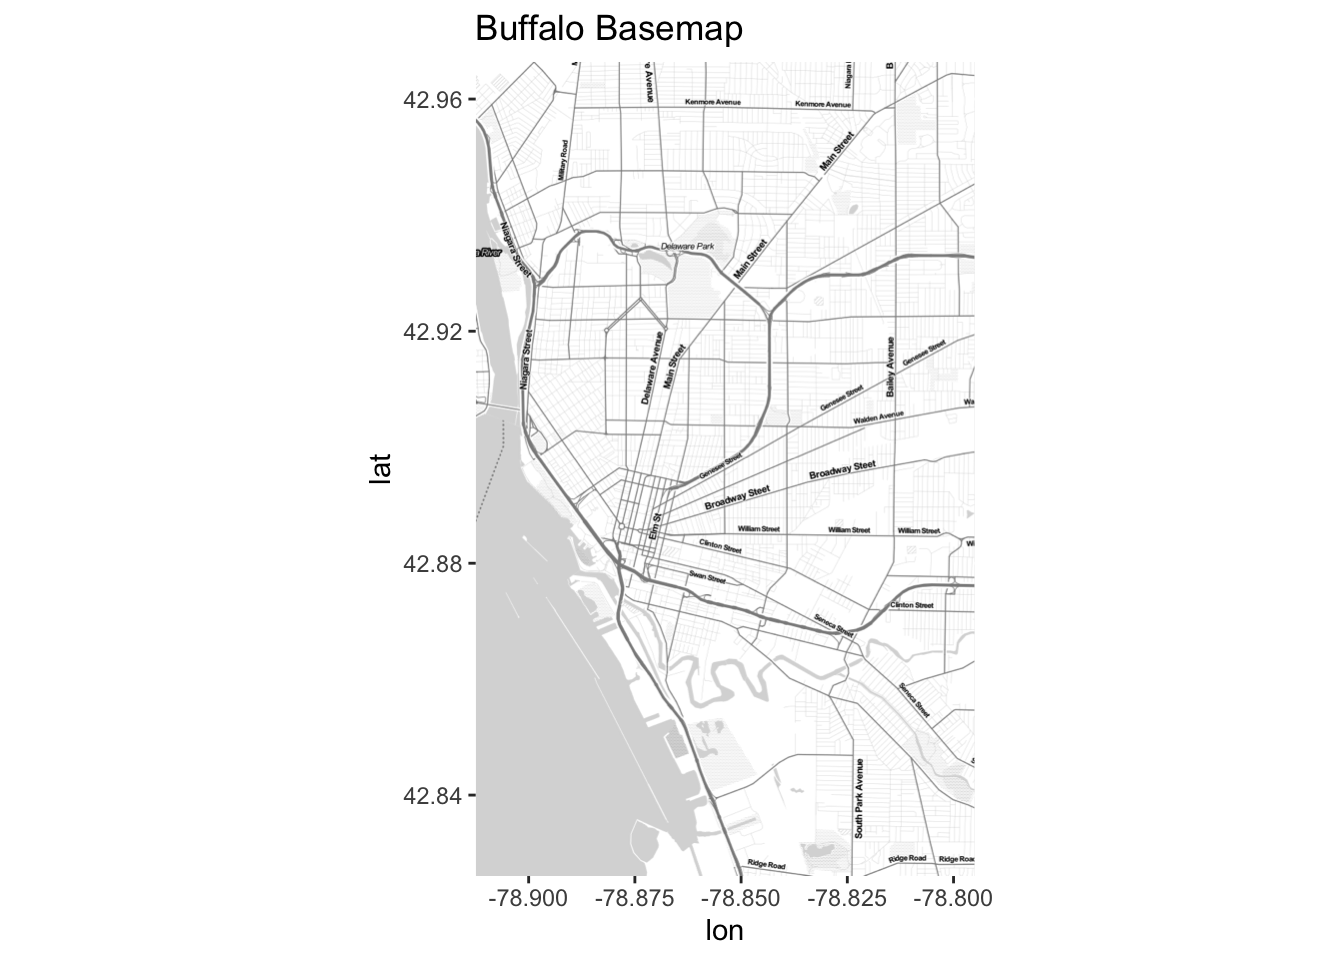 Buffalo Basemap
42.96
42.92
42.88
42.84
lat
-78.900
-78.875
-78.850
-78.825
-78.800
lon
e Avenue
Niagara
B
Kenmore Avenue
Kenmore Avenue
Main Street
Military Road
Niagara Street
a River
Delaware Park
Main Street
Niagara Street
Delaware Avenue
Main Street
Bailey Avenue
Genesee Street
Genesee Street
Walden Avenue
Wa
Genesee Street
Broadway Steet
Broadway Steet
Elm St
William Street
William Street
William Street
Wi
Clinton Street
Swan Street
Clinton Street
Seneca Street
Seneca Street
South Park Avenue
Ridge Road
Ridge Road
Ridge Road